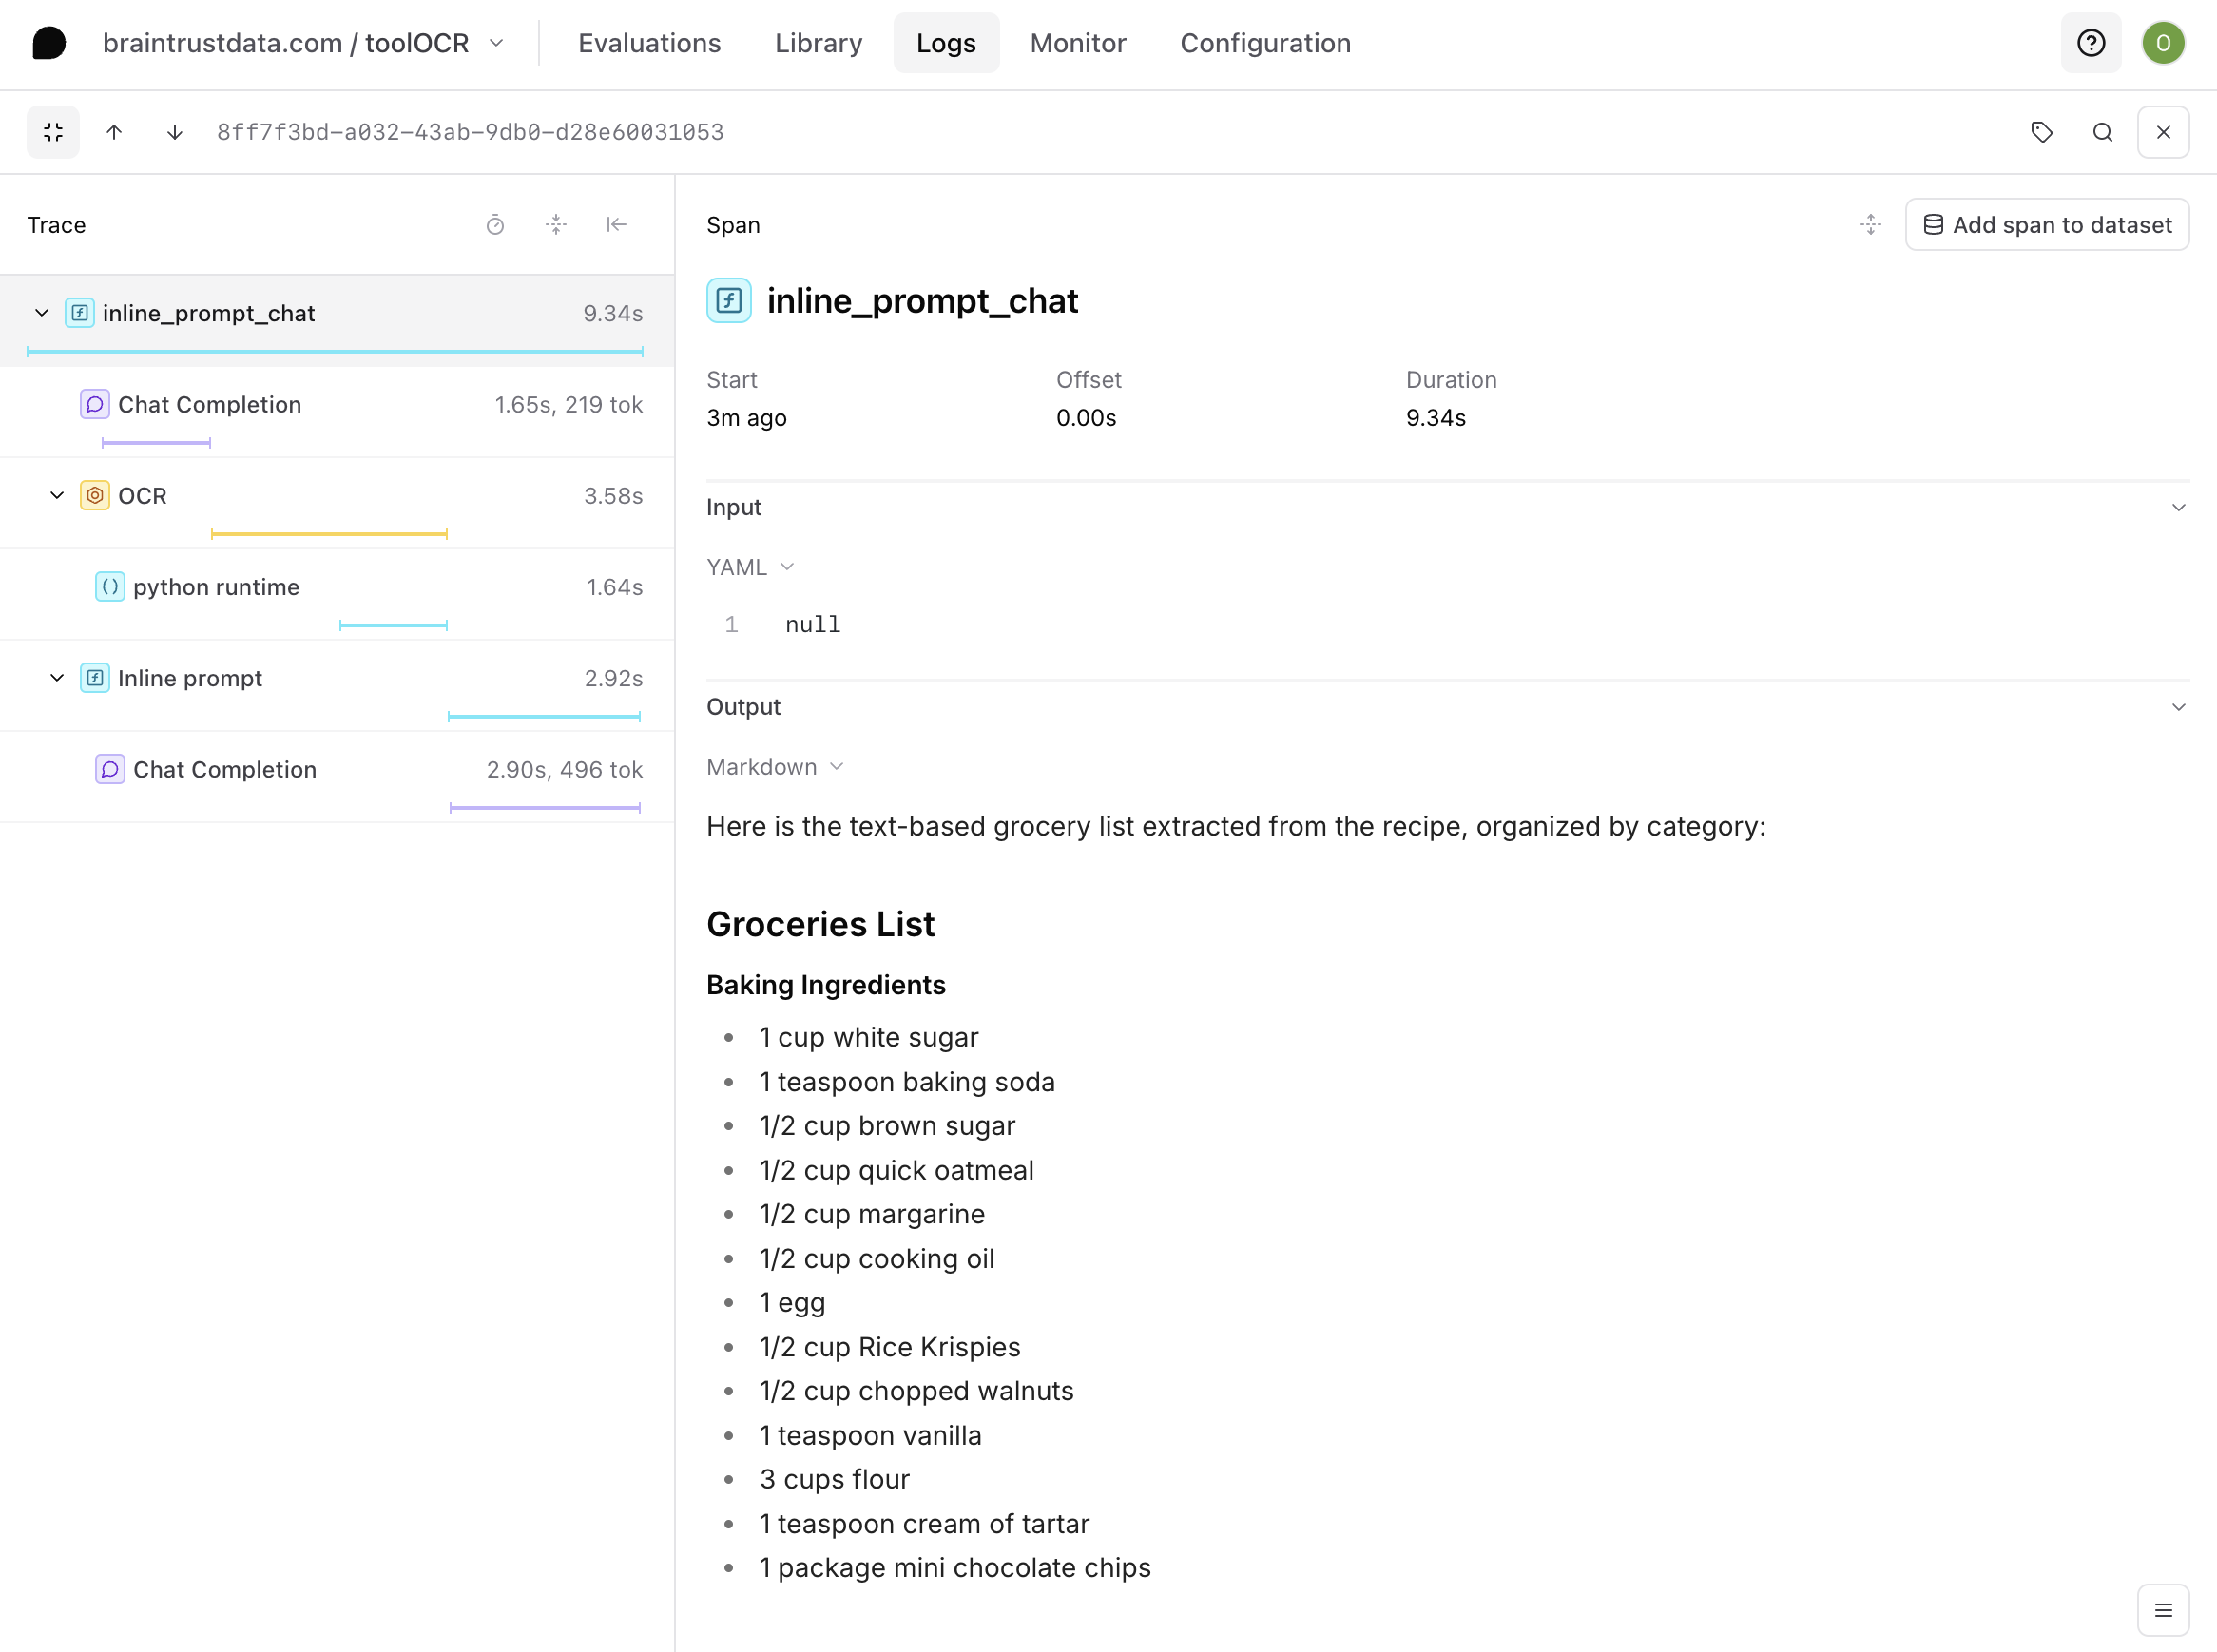 braintrustdata.com / toolOCR
Evaluations
Library
Logs
Monitor
Configuration
O
8ff7f3bd-a032-43ab-9db0-d28e60031053
Trace
inline_prompt_chat 9.34s
Chat Completion 1.65s, 219 tok
OCR 3.58s
python runtime 1.64s
Inline prompt 2.92s
Chat Completion 2.90s, 496 tok
Span
Add span to dataset
inline_prompt_chat
Start Offset Duration
3m ago 0.00s 9.34s
Input
YAML
1 null
Output
Markdown
Here is the text-based grocery list extracted from the recipe, organized by category:
Groceries List
Baking Ingredients
• 1 cup white sugar
• 1 teaspoon baking soda
• 1/2 cup brown sugar
• 1/2 cup quick oatmeal
• 1/2 cup margarine
• 1/2 cup cooking oil
• 1 egg
• 1/2 cup Rice Krispies
• 1/2 cup chopped walnuts
• 1 teaspoon vanilla
• 3 cups flour
• 1 teaspoon cream of tartar
• 1 package mini chocolate chips